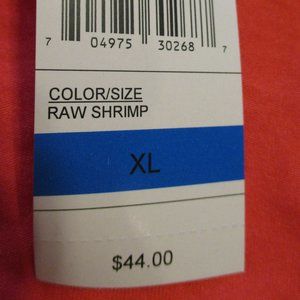 7 04975 30268 7
COLOR/SIZE
RAW SHRIMP
XL
$44.00